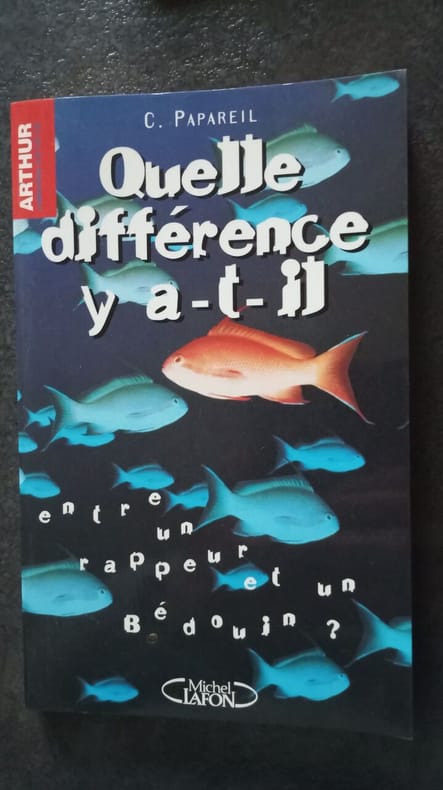 ARTHUR
C. PAPAREIL
Quelle
différence
y a-t-il
entre
un
rappeur
et un
Bédouin ?
Michel
LAFON